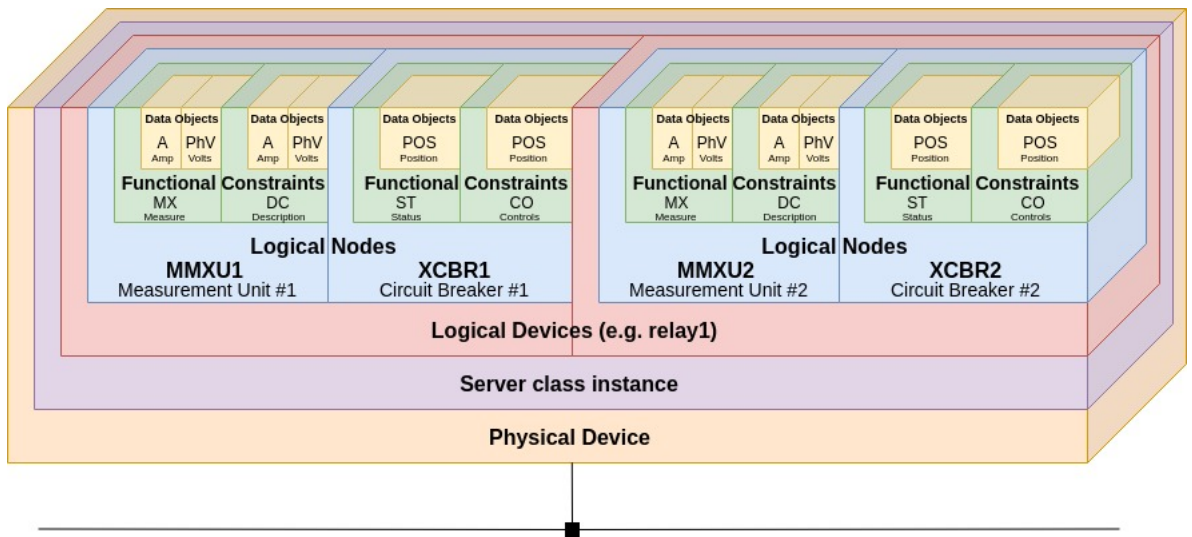 Data Objects Data Objects Data Objects Data Objects Data Objects Data Objects Data Objects Data Objects
A PhV A PhV POS POS A PhV A PhV POS POS
Amp Volts Amp Volts Position Position Amp Volts Amp Volts Position Position
Functional Constraints Functional Constraints Functional Constraints Functional Constraints
MX DC ST CO MX DC ST CO
Measure Description Status Controls Measure Description Status Controls
Logical Nodes Logical Nodes
MMXU1 XCBR1 MMXU2 XCBR2
Measurement Unit #1 Circuit Breaker #1 Measurement Unit #2 Circuit Breaker #2
Logical Devices (e.g. relay1)
Server class instance
Physical Device